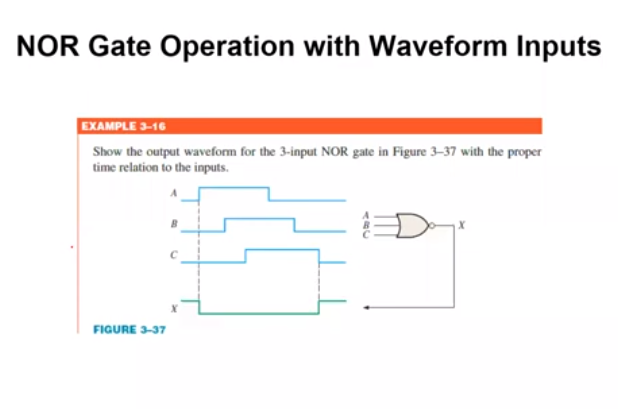 NOR Gate Operation with Waveform Inputs
EXAMPLE 3–16
Show the output waveform for the 3-input NOR gate in Figure 3–37 with the proper
time relation to the inputs.
A
B
C
X
A
B
C
X
FIGURE 3–37